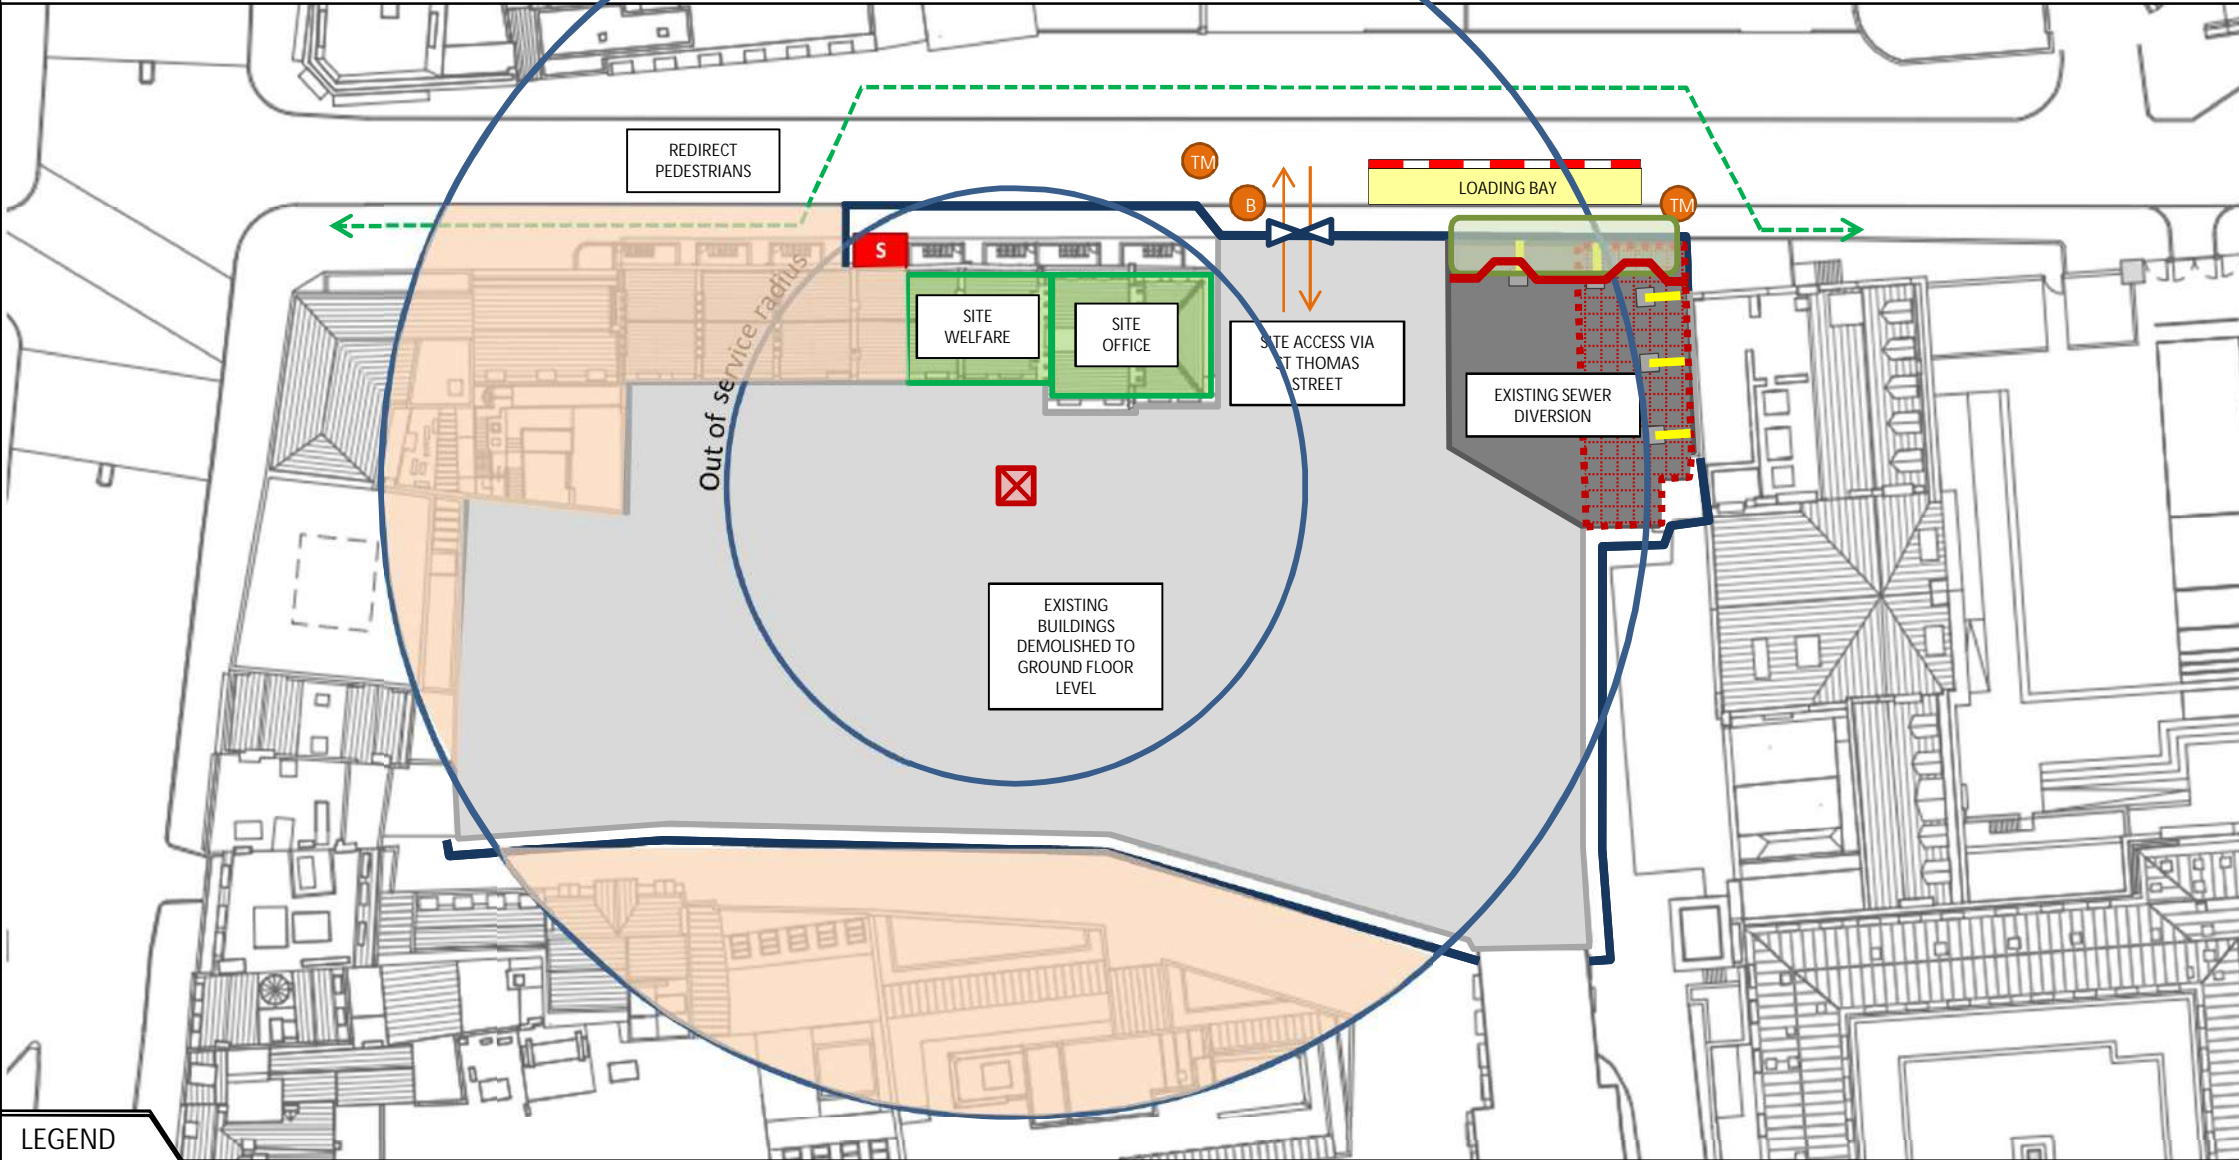 REDIRECT
PEDESTRIANS
TM
B
LOADING BAY
TM
S
Out of service radius
SITE
WELFARE
SITE
OFFICE
SITE ACCESS VIA
ST THOMAS
STREET
EXISTING SEWER
DIVERSION
EXISTING
BUILDINGS
DEMOLISHED TO
GROUND FLOOR
LEVEL
LEGEND